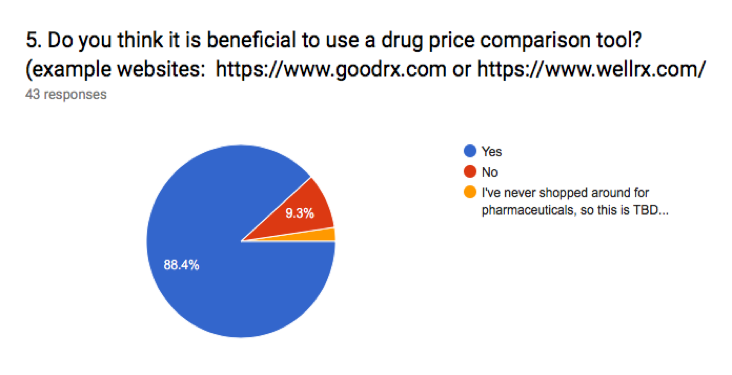 5. Do you think it is beneficial to use a drug price comparison tool?
(example websites:  https://www.goodrx.com or https://www.wellrx.com/
43 responses
Yes
No
I've never shopped around for
pharmaceuticals, so this is TBD...
9.3%
88.4%